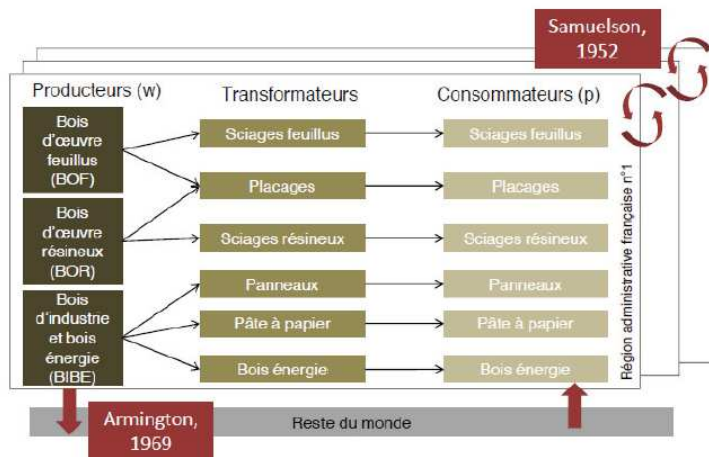 Samuelson,
1952
Producteurs (w)
Transformateurs
Consommateurs (p)
Bois
d'œuvre
feuillus
(BOF)
Bois
d'œuvre
résineux
(BOR)
Bois
d'industrie
et bois
énergie
(BIBE)
Sciages feuillus
Placages
Sciages résineux
Panneaux
Pâte à papier
Bois énergie
Sciages feuillus
Placages
Sciages résineux
Panneaux
Pâte à papier
Bois énergie
Région administrative française n°1
Armington,
1969
Reste du monde